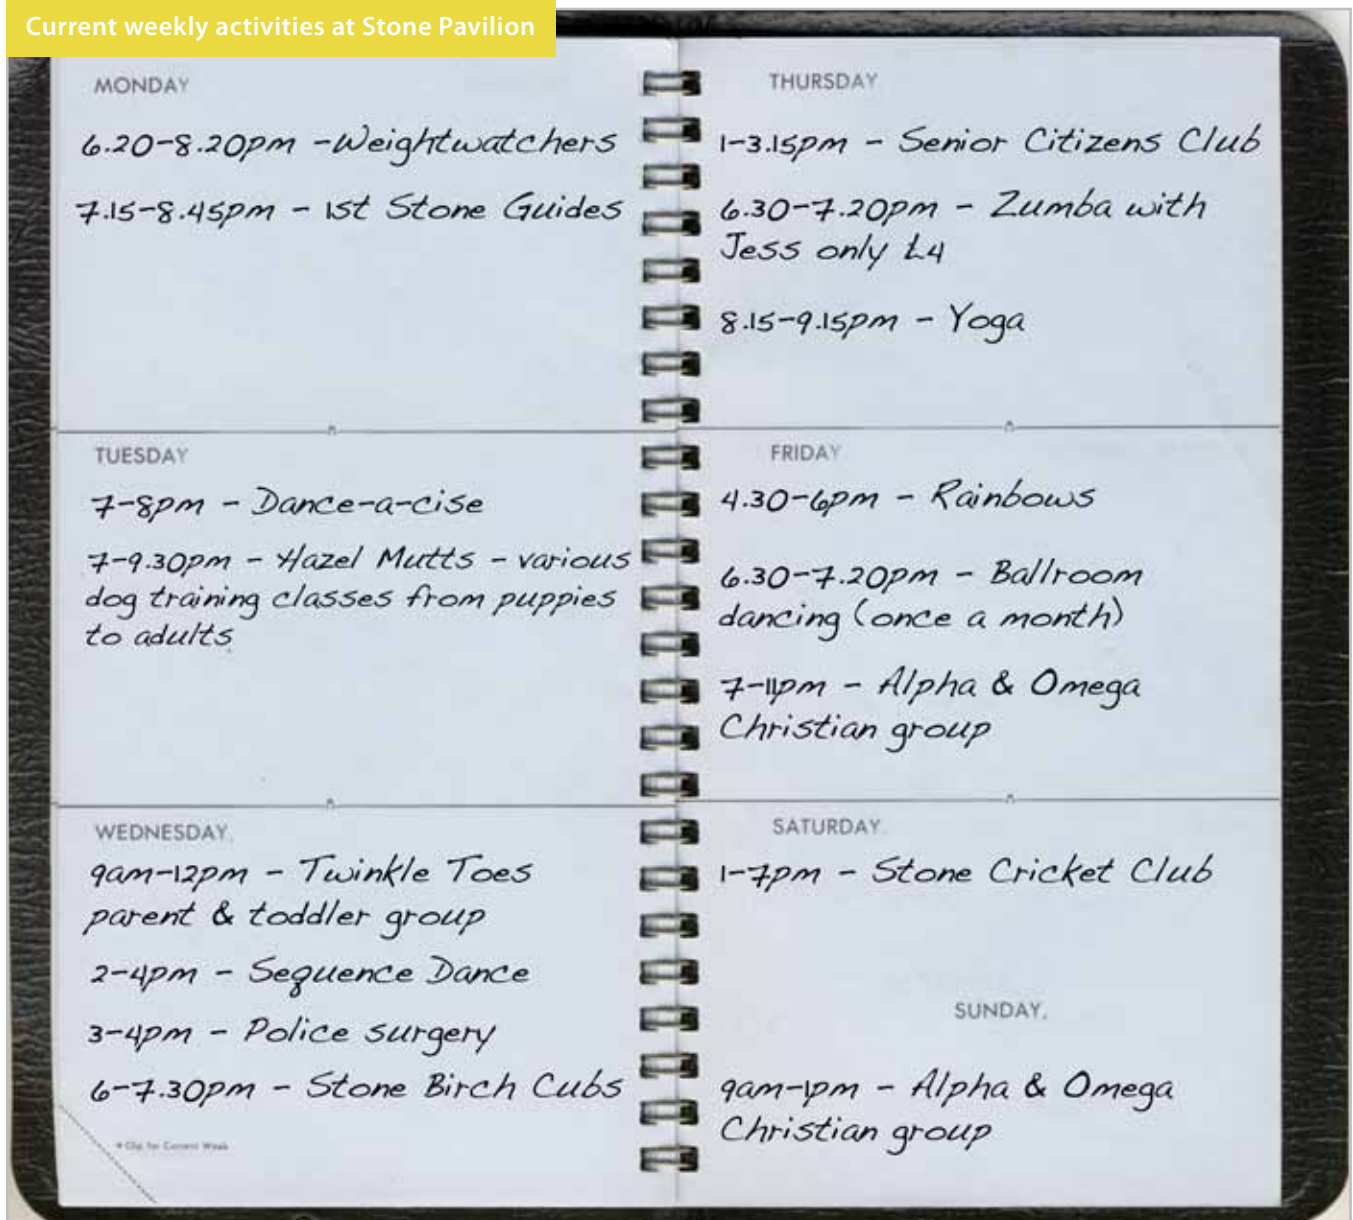 Current weekly activities at Stone Pavilion
MONDAY
6.20-8.20pm -Weightwatchers
7.15-8.45pm - 1st Stone Guides
TUESDAY
7-8pm - Dance-a-cise
7-9.30pm - Hazel Mutts - various
dog training classes from puppies
to adults
WEDNESDAY.
9am-12pm - Twinkle Toes
parent & toddler group
2-4pm - Sequence Dance
3-4pm - Police surgery
6-7.30pm - Stone Birch Cubs
Clip for Current Week
THURSDAY
1-3.15pm - Senior Citizens Club
6.30-7.20pm - Zumba with
Jess only £4
8.15-9.15pm - Yoga
FRIDAY
4.30-6pm - Rainbows
6.30-7.20pm - Ballroom
dancing (once a month)
7-11pm - Alpha & Omega
Christian group
SATURDAY.
1-7pm - Stone Cricket Club
SUNDAY.
9am-1pm - Alpha & Omega
Christian group